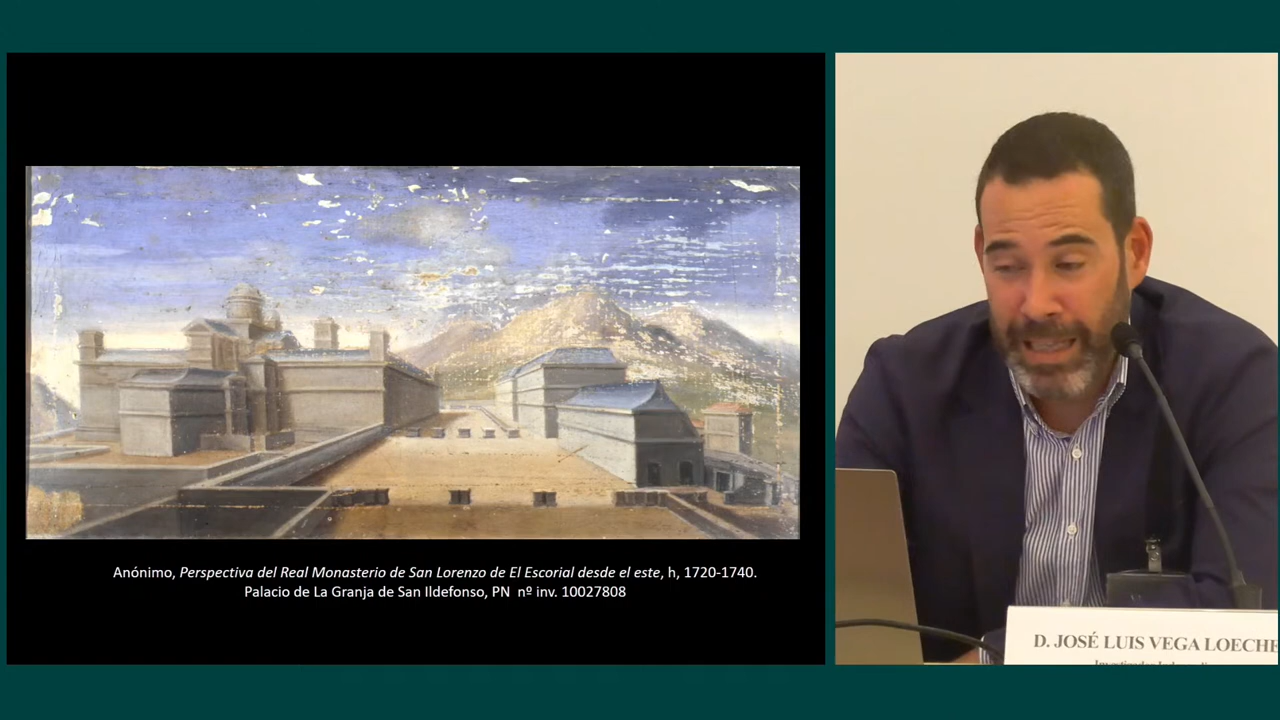 Anónimo, Perspectiva del Real Monasterio de San Lorenzo de El Escorial desde el este, h, 1720-1740.
Palacio de La Granja de San Ildefonso, PN nº inv. 10027808
D. JOSÉ LUIS VEGA LOECHE